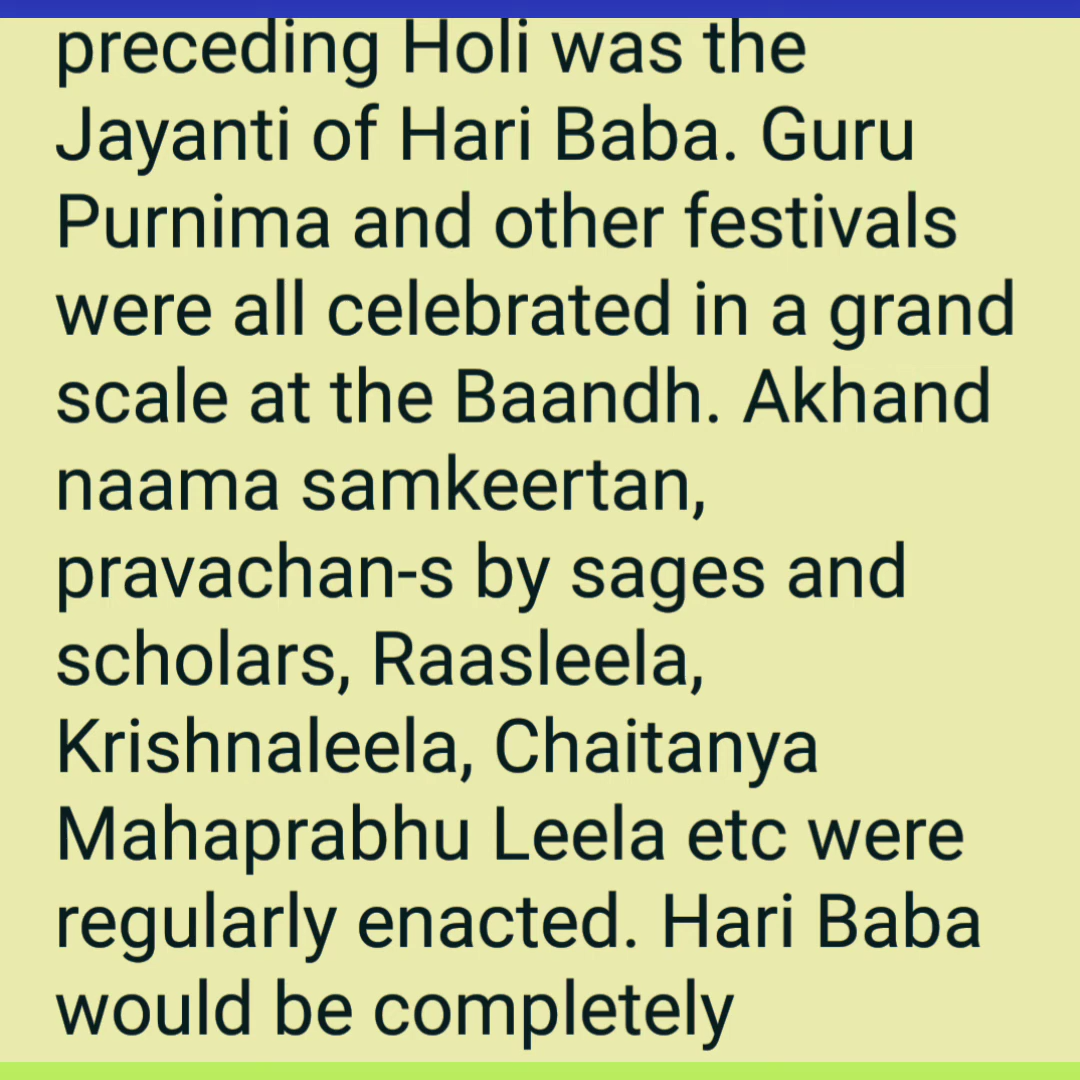 preceding Holi was the
Jayanti of Hari Baba. Guru
Purnima and other festivals
were all celebrated in a grand
scale at the Baandh. Akhand
naama samkeertan,
pravachan-s by sages and
scholars, Raasleela,
Krishnaleela, Chaitanya
Mahaprabhu Leela etc were
regularly enacted. Hari Baba
would be completely